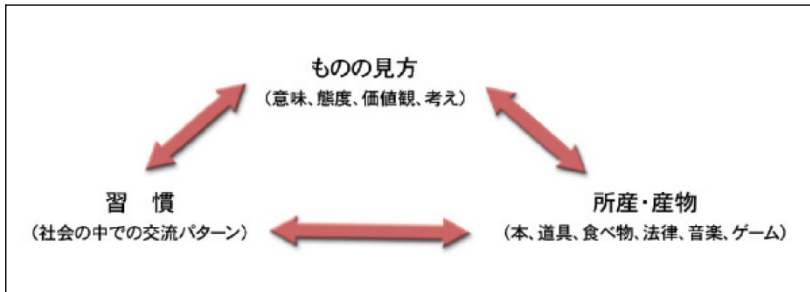 ものの見方
(意味、態度、価値観、考え)
習　慣
(社会の中での交流パターン)
所産・産物
(本、道具、食べ物、法律、音楽、ゲーム)